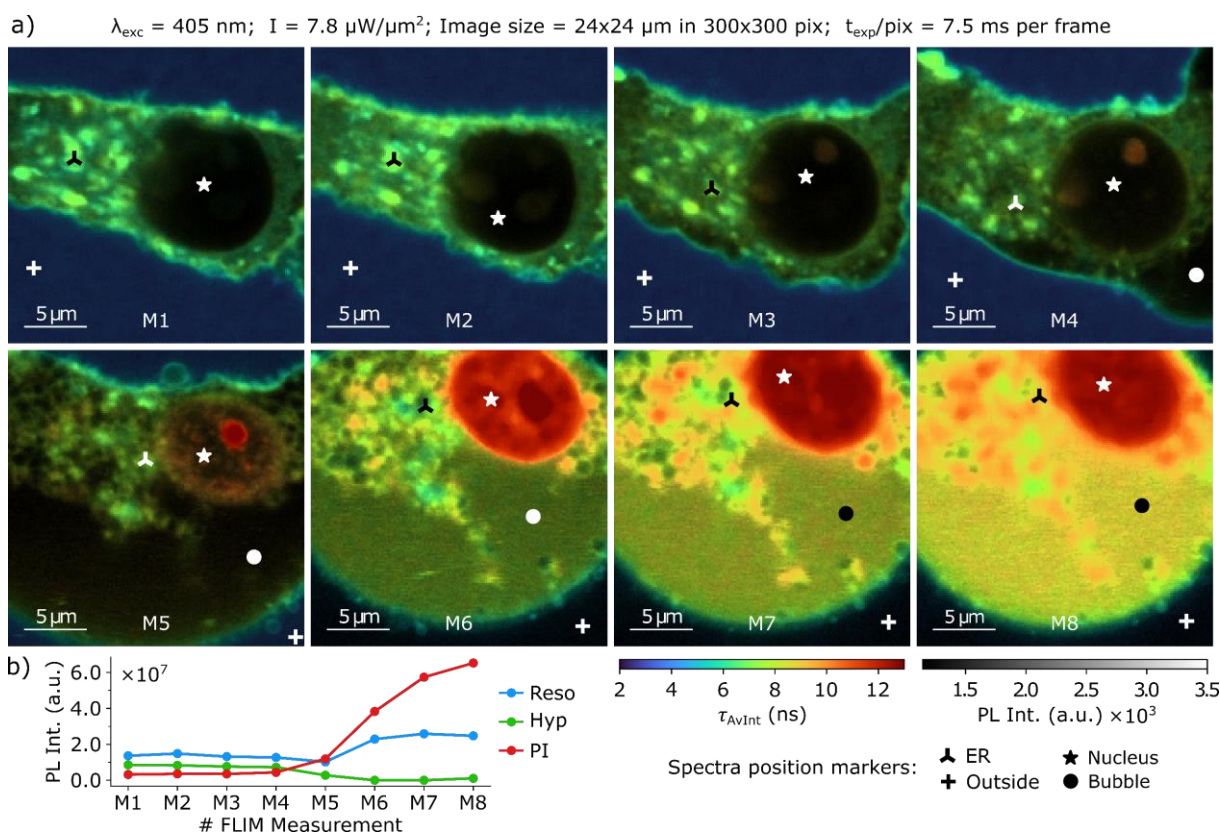 a) λexc = 405 nm; I = 7.8 µW/µm²; Image size = 24x24 µm in 300x300 pix; texp/pix = 7.5 ms per frame
5 µm M1
5 µm M2
5 µm M3
5 µm M4
5 µm M5
5 µm M6
5 µm M7
5 µm M8
b)
×10⁷
6.0
4.0
2.0
0.0
PL Int. (a.u.)
M1 M2 M3 M4 M5 M6 M7 M8
# FLIM Measurement
Reso
Hyp
PI
2 4 6 8 10 12
τAvInt (ns)
1.5 2.0 2.5 3.0 3.5
PL Int. (a.u.) ×10³
Spectra position markers:
ER
Nucleus
Outside
Bubble